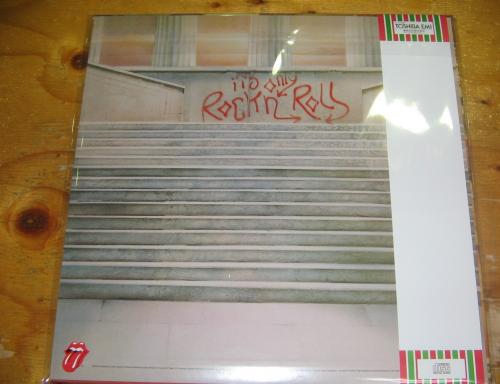 TOSHIBA EMI
it's only
Rock'n Roll